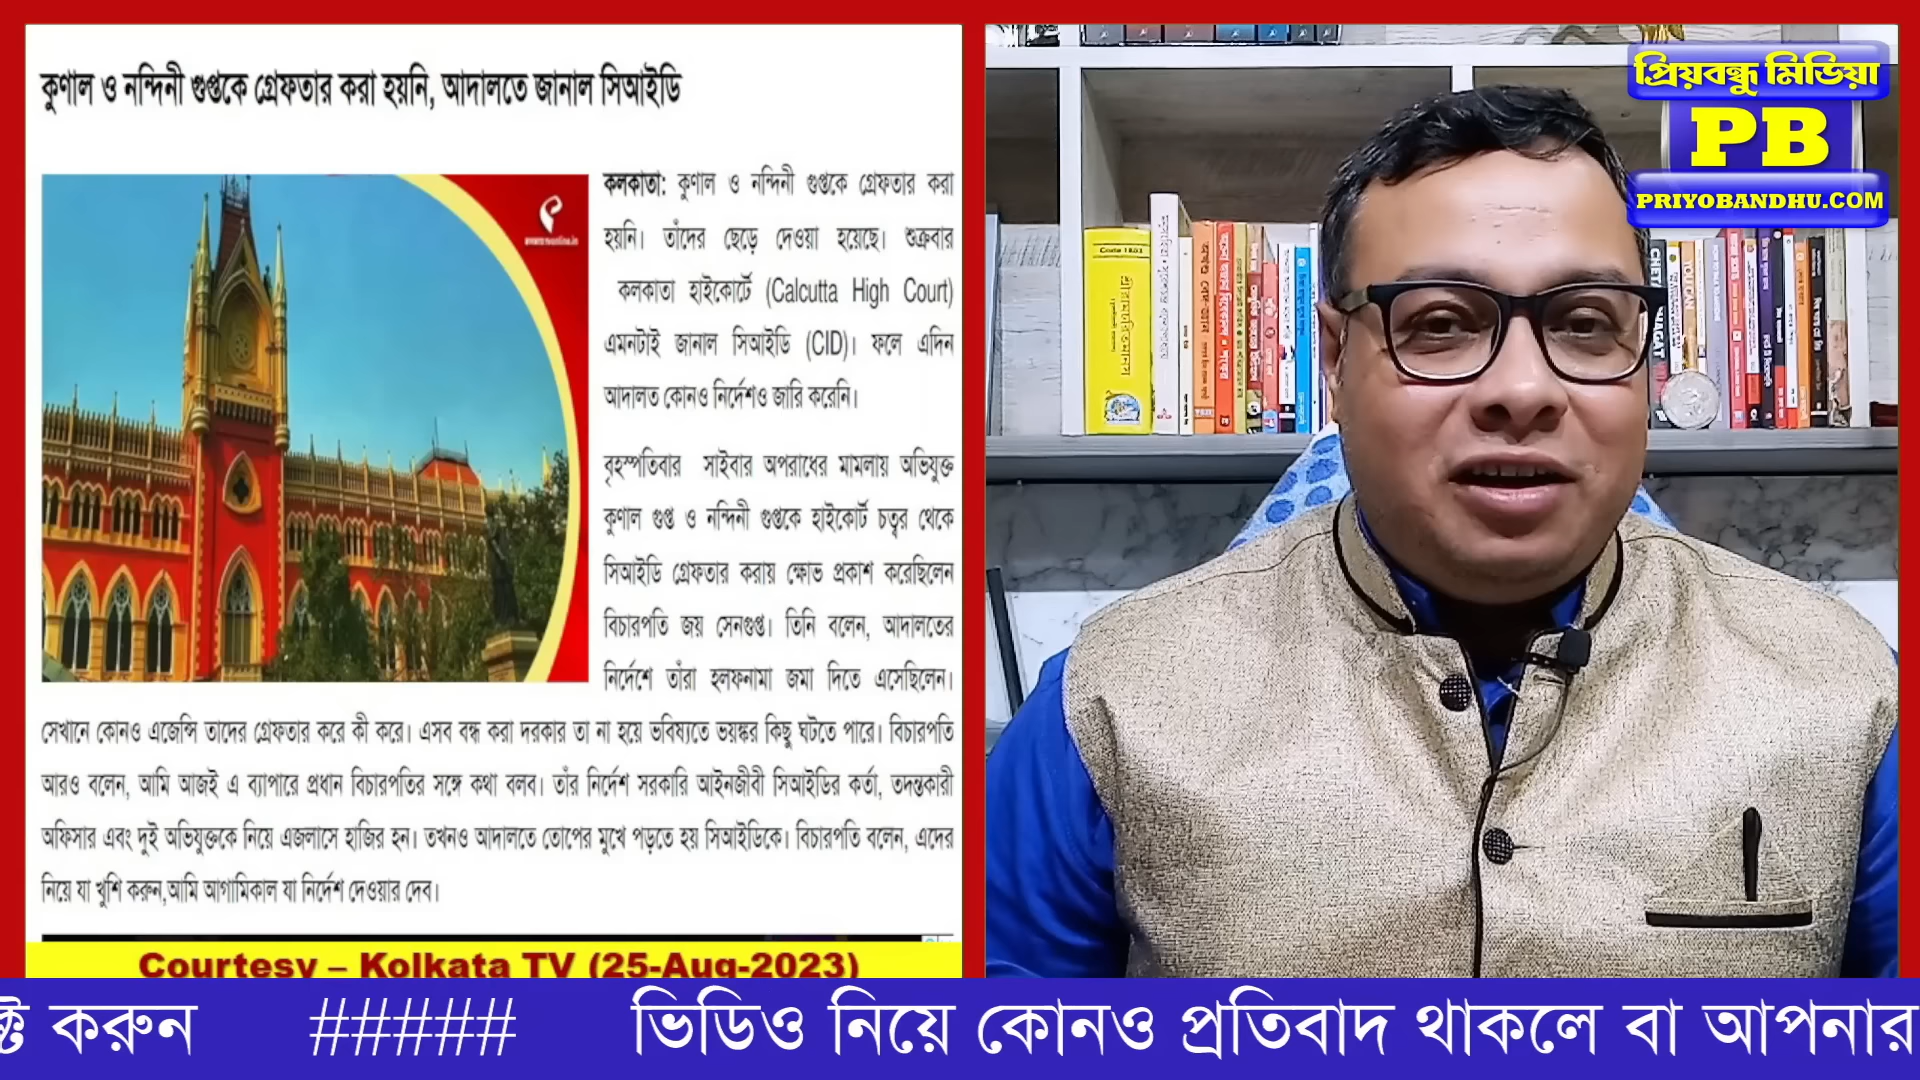 কুণাল ও নন্দিনী গুপ্তকে গ্রেফতার করা হয়নি, আদালতে জানাল সিআইডি
কলকাতা: কুণাল ও নন্দিনী গুপ্তকে গ্রেফতার করা
হয়নি। তাঁদের ছেড়ে দেওয়া হয়েছে। শুক্রবার
কলকাতা হাইকোর্টে (Calcutta High Court)
এমনটাই জানাল সিআইডি (CID)। ফলে এদিন
আদালত কোনও নির্দেশও জারি করেনি।
বৃহস্পতিবার সাইবার অপরাধের মামলায় অভিযুক্ত
কুণাল গুপ্ত ও নন্দিনী গুপ্তকে হাইকোর্ট চত্বর থেকে
সিআইডি গ্রেফতার করায় ক্ষোভ প্রকাশ করেছিলেন
বিচারপতি জয় সেনগুপ্ত। তিনি বলেন, আদালতের
নির্দেশে তাঁরা হলফনামা জমা দিতে এসেছিলেন।
সেখানে কোনও এজেন্সি তাদের গ্রেফতার করে কী করে। এসব বন্ধ করা দরকার তা না হয়ে ভবিষ্যতে ভয়ঙ্কর কিছু ঘটতে পারে। বিচারপতি
আরও বলেন, আমি আজই এ ব্যাপারে প্রধান বিচারপতির সঙ্গে কথা বলব। তাঁর নির্দেশ সরকারি আইনজীবী সিআইডির কর্তা, তদন্তকারী
অফিসার এবং দুই অভিযুক্তকে নিয়ে এজলাসে হাজির হন। তখনও আদালতে তোপের মুখে পড়তে হয় সিআইডিকে। বিচারপতি বলেন, এদের
নিয়ে যা খুশি করুন,আমি আগামিকাল যা নির্দেশ দেওয়ার দেব।
Courtesy – Kolkata TV (25-Aug-2023)
প্রিয়বন্ধু মিডিয়া
PB
PRIYOBANDHU.COM
করুন ##### ভিডিও নিয়ে কোনও প্রতিবাদ থাকলে বা আপনার